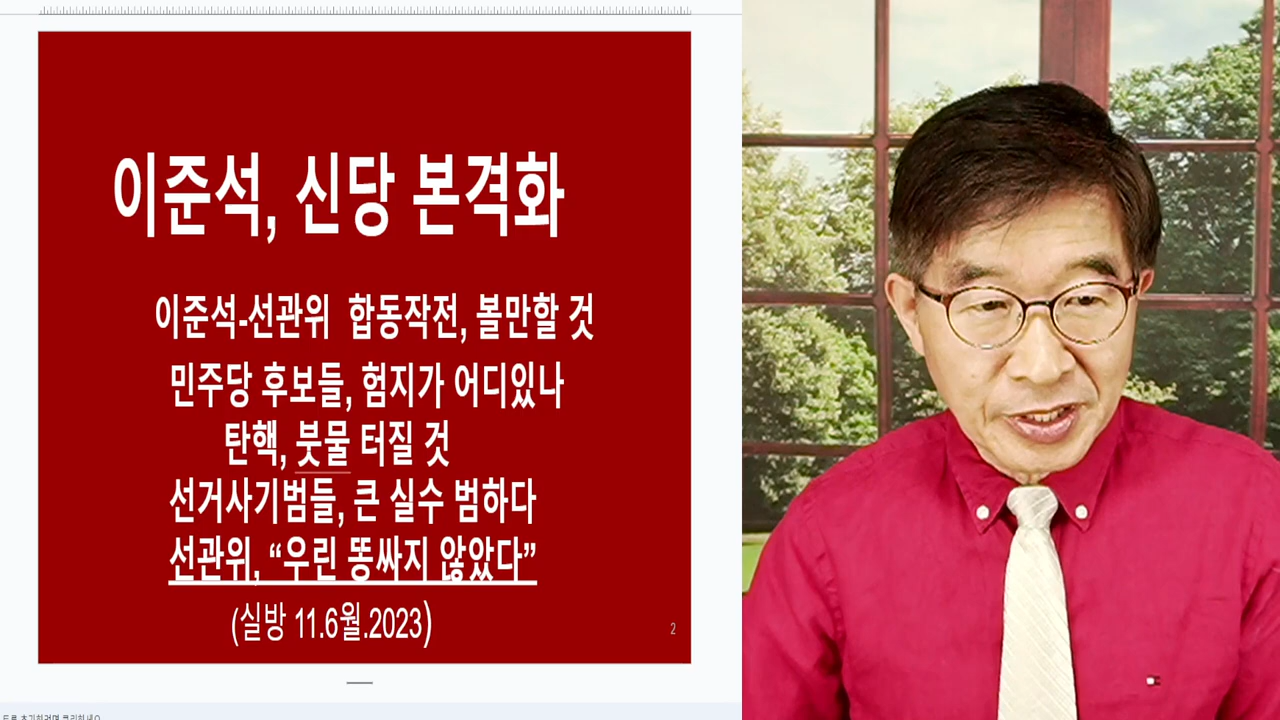 이준석, 신당 본격화
이준석-선관위 합동작전, 볼만할 것
민주당 후보들, 험지가 어디있나
탄핵, 붓물 터질 것
선거사기범들, 큰 실수 범하다
선관위, “우린 똥싸지 않았다”
(실방 11.6월.2023)
2